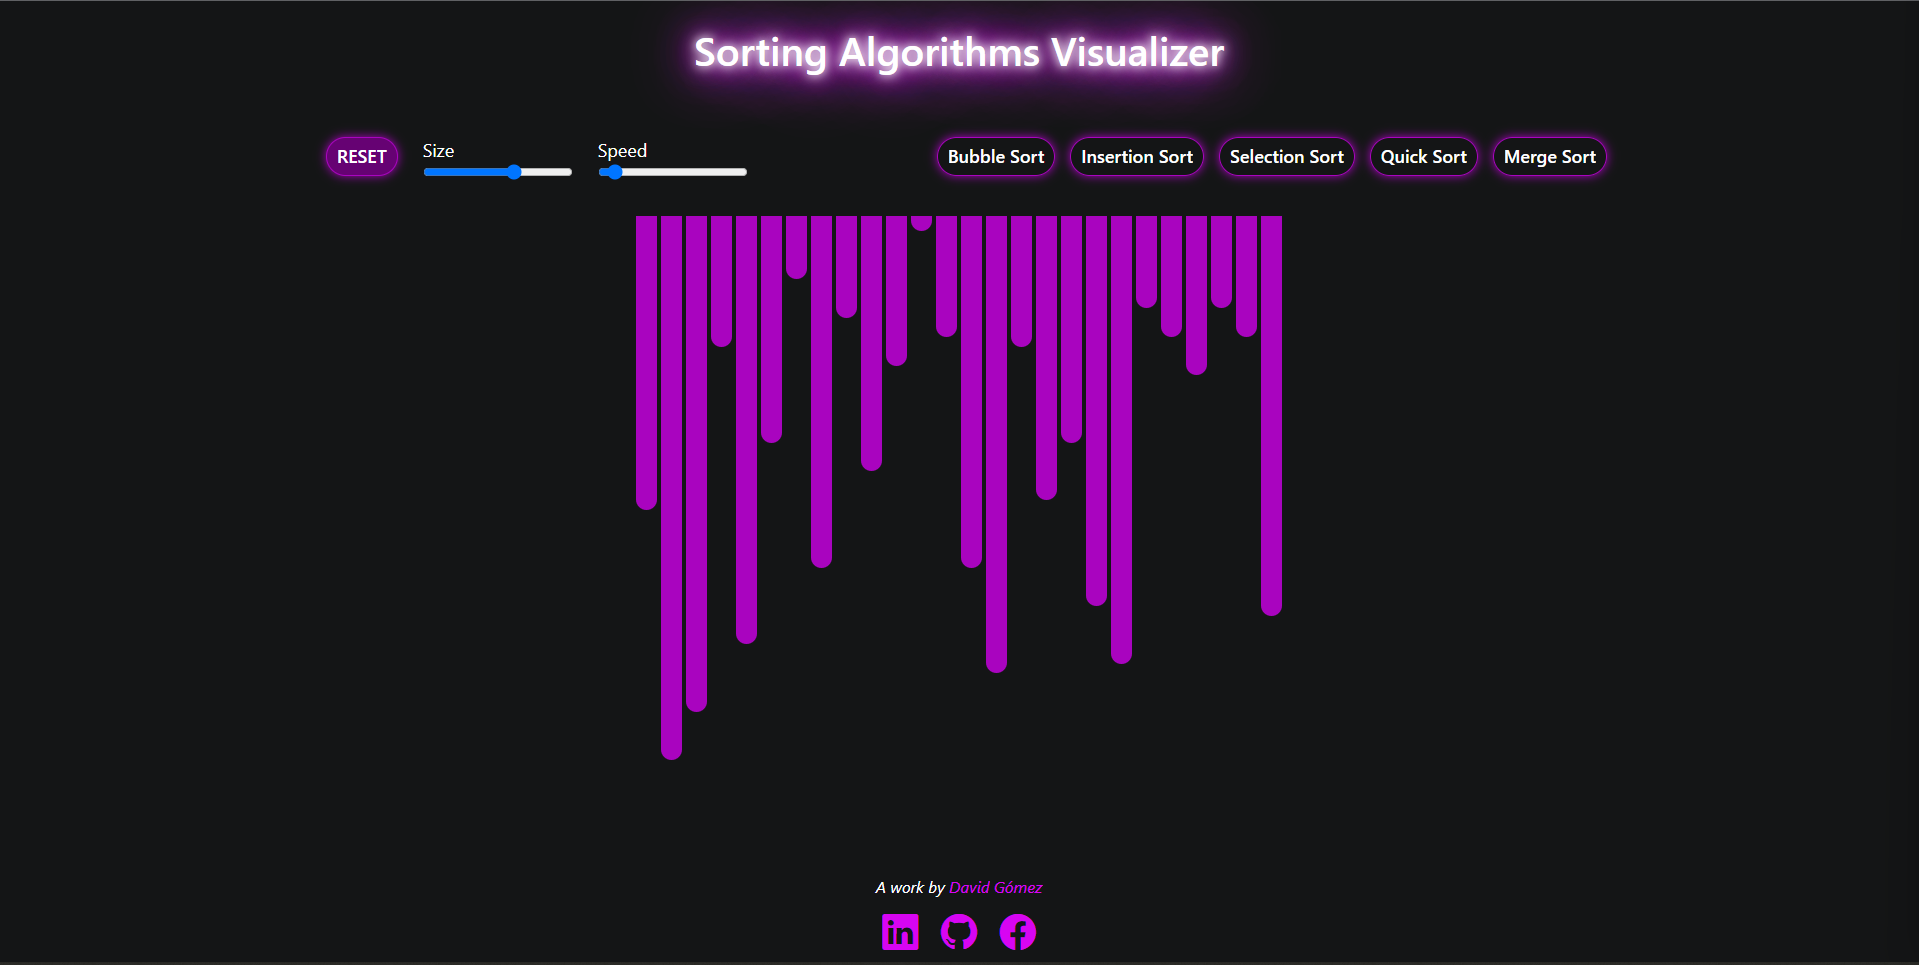 Sorting Algorithms Visualizer
RESET
Size
Speed
Bubble Sort
Insertion Sort
Selection Sort
Quick Sort
Merge Sort
A work by David Gómez
in